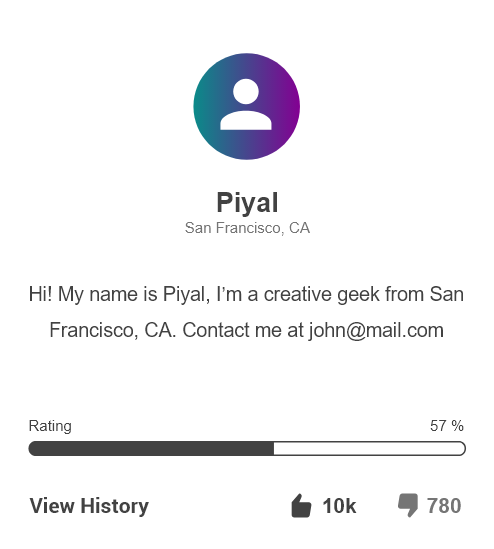 Piyal
San Francisco, CA
Hi! My name is Piyal, I’m a creative geek from San
Francisco, CA. Contact me at john@mail.com
Rating 57 %
View History 10k 780